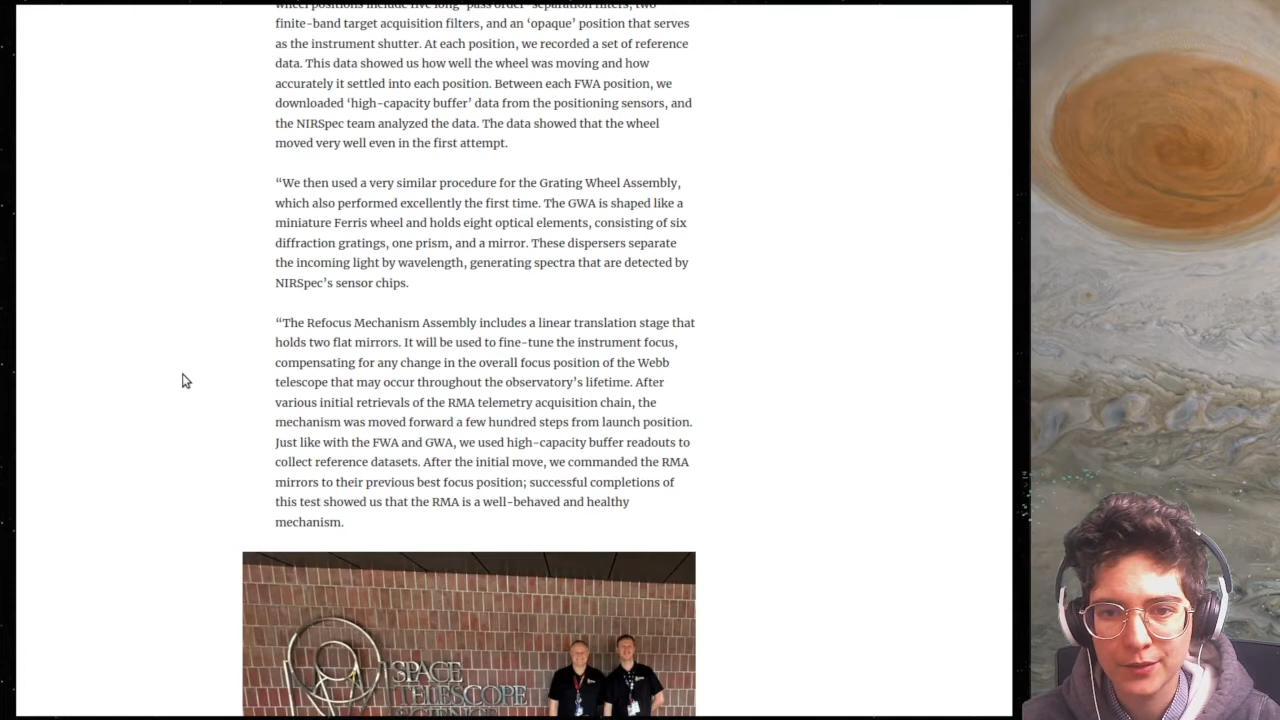 wheel positions include five long-pass order-separation filters, two
finite-band target acquisition filters, and an ‘opaque’ position that serves
as the instrument shutter. At each position, we recorded a set of reference
data. This data showed us how well the wheel was moving and how
accurately it settled into each position. Between each FWA position, we
downloaded ‘high-capacity buffer’ data from the positioning sensors, and
the NIRSpec team analyzed the data. The data showed that the wheel
moved very well even in the first attempt.
“We then used a very similar procedure for the Grating Wheel Assembly,
which also performed excellently the first time. The GWA is shaped like a
miniature Ferris wheel and holds eight optical elements, consisting of six
diffraction gratings, one prism, and a mirror. These dispersers separate
the incoming light by wavelength, generating spectra that are detected by
NIRSpec’s sensor chips.
“The Refocus Mechanism Assembly includes a linear translation stage that
holds two flat mirrors. It will be used to fine-tune the instrument focus,
compensating for any change in the overall focus position of the Webb
telescope that may occur throughout the observatory’s lifetime. After
various initial retrievals of the RMA telemetry acquisition chain, the
mechanism was moved forward a few hundred steps from launch position.
Just like with the FWA and GWA, we used high-capacity buffer readouts to
collect reference datasets. After the initial move, we commanded the RMA
mirrors to their previous best focus position; successful completions of
this test showed us that the RMA is a well-behaved and healthy
mechanism.
SPACE
TELESCOPE
SCIENCE